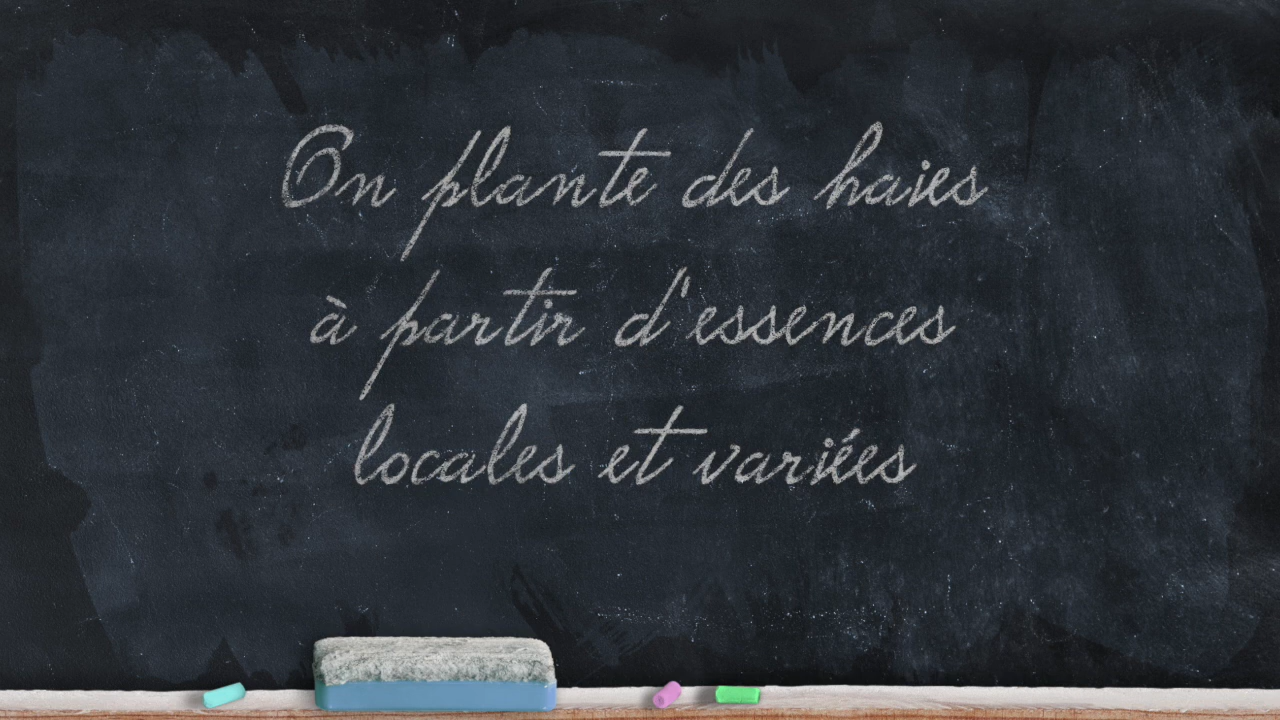 On plante des haies
à partir d'essences
locales et variées